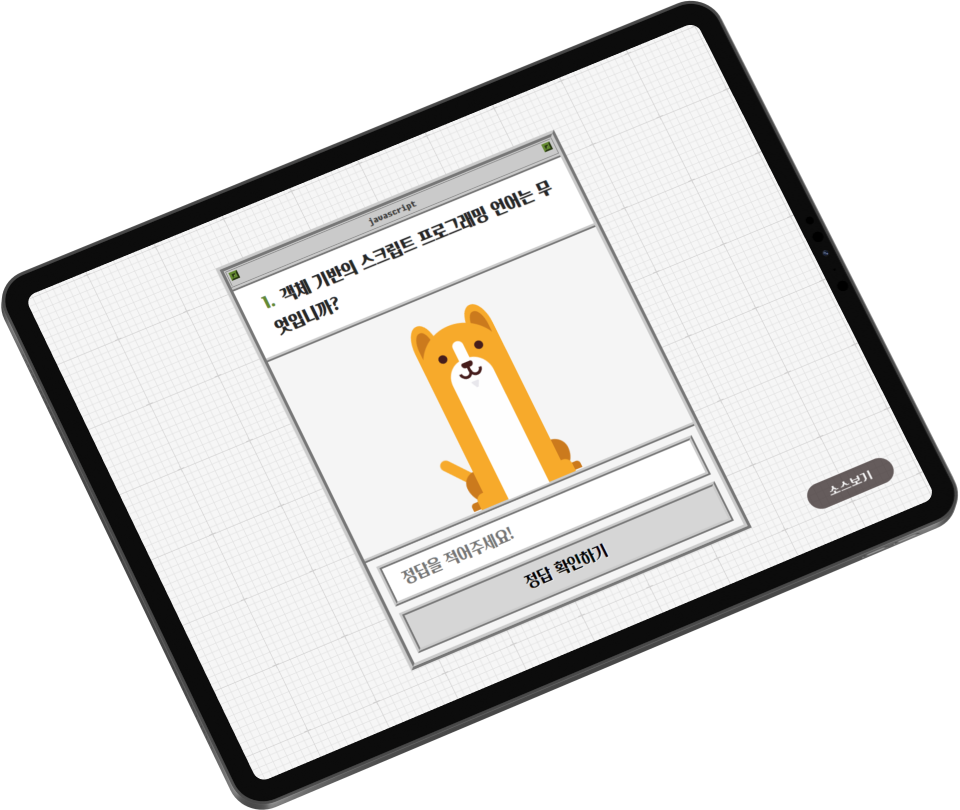 javascript
1. 객체 기반의 스크립트 프로그래밍 언어는 무
엇입니까?
정답을 적어주세요!
정답 확인하기
소스보기